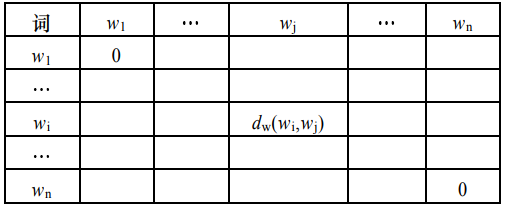 词 w1 … wj … wn
w1 0
…
wi dw(wi,wj)
…
wn 0